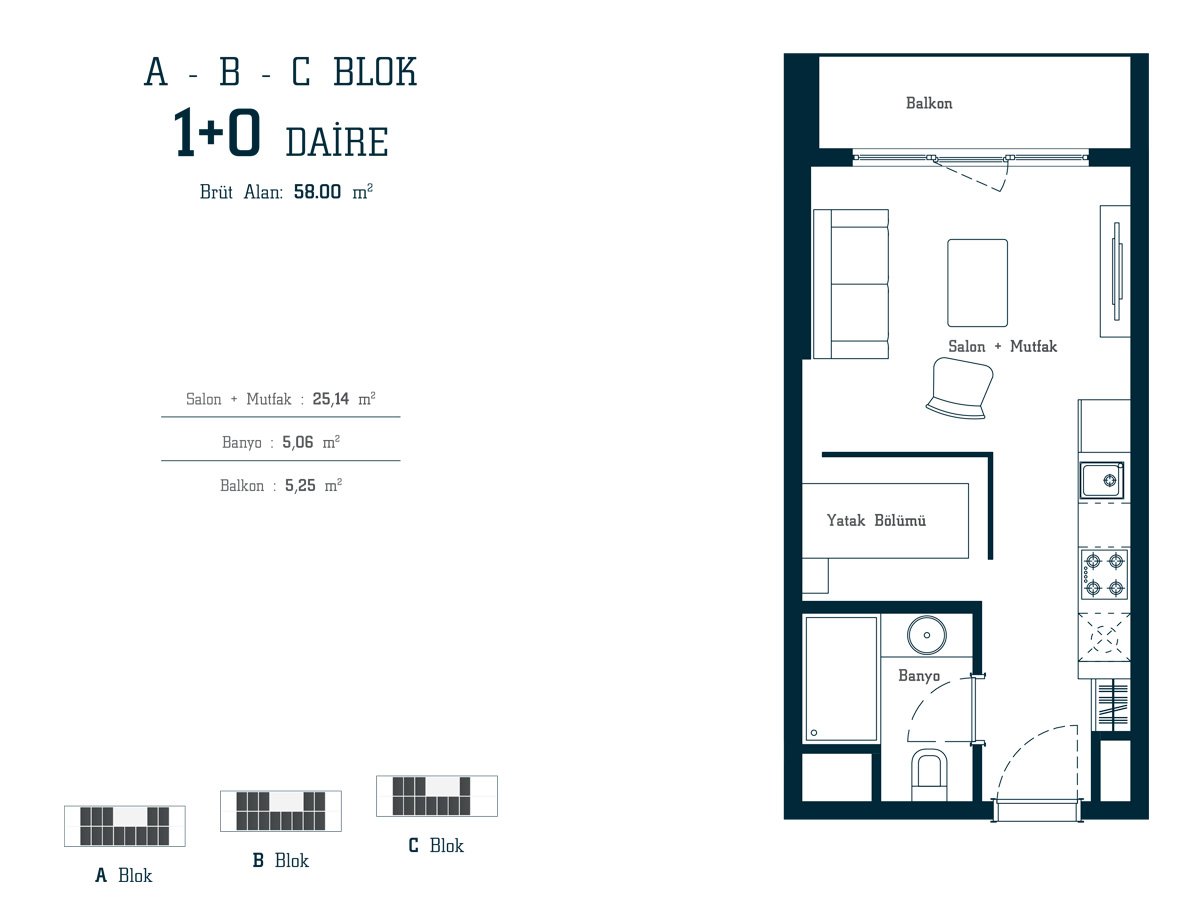 A - B - C BLOK
1+0 DAİRE
Brüt Alan: 58.00 m²
Salon + Mutfak : 25,14 m²
Banyo : 5,06 m²
Balkon : 5,25 m²
A Blok
B Blok
C Blok
Balkon
Salon + Mutfak
Yatak Bölümü
Banyo